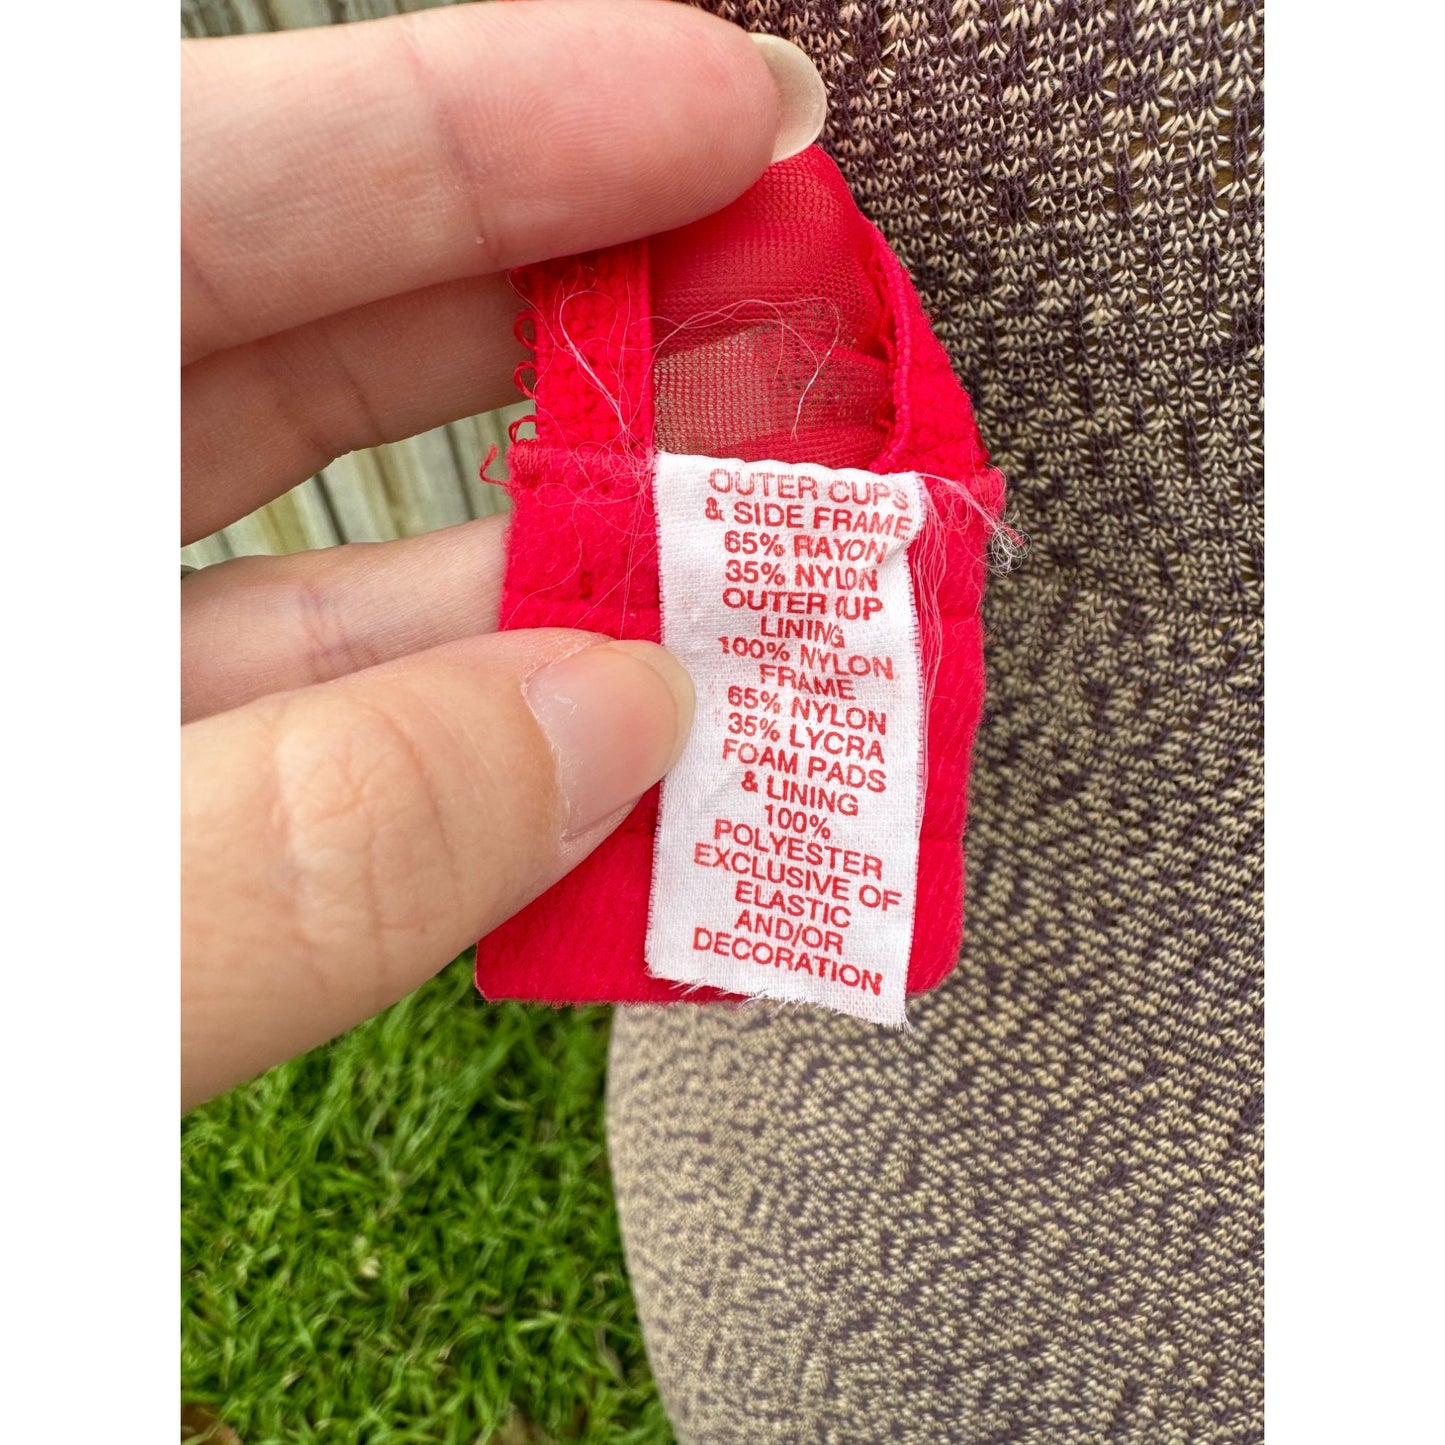 OUTER CUPS
& SIDE FRAME
65% RAYON
35% NYLON
OUTER CUP
LINING
100% NYLON
FRAME
65% NYLON
35% LYCRA
FOAM PADS
& LINING
100%
POLYESTER
EXCLUSIVE OF
ELASTIC
AND/OR
DECORATION